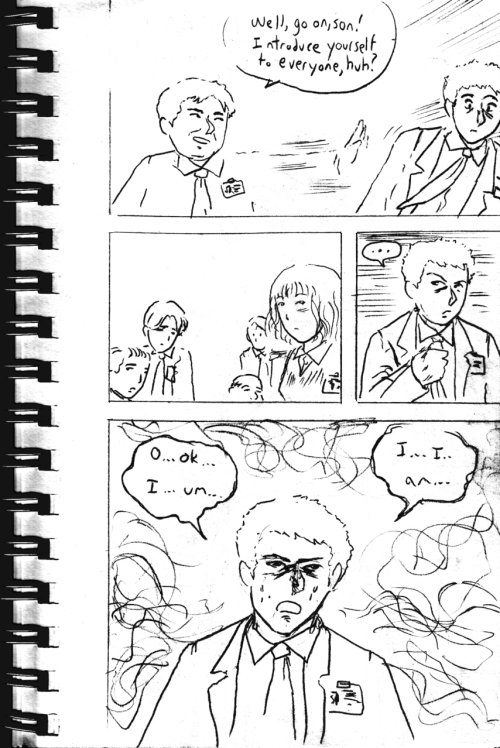 Well, go on, son!
Introduce yourself
to everyone, huh?
...
O... ok...
I... um...
I... I..
am...